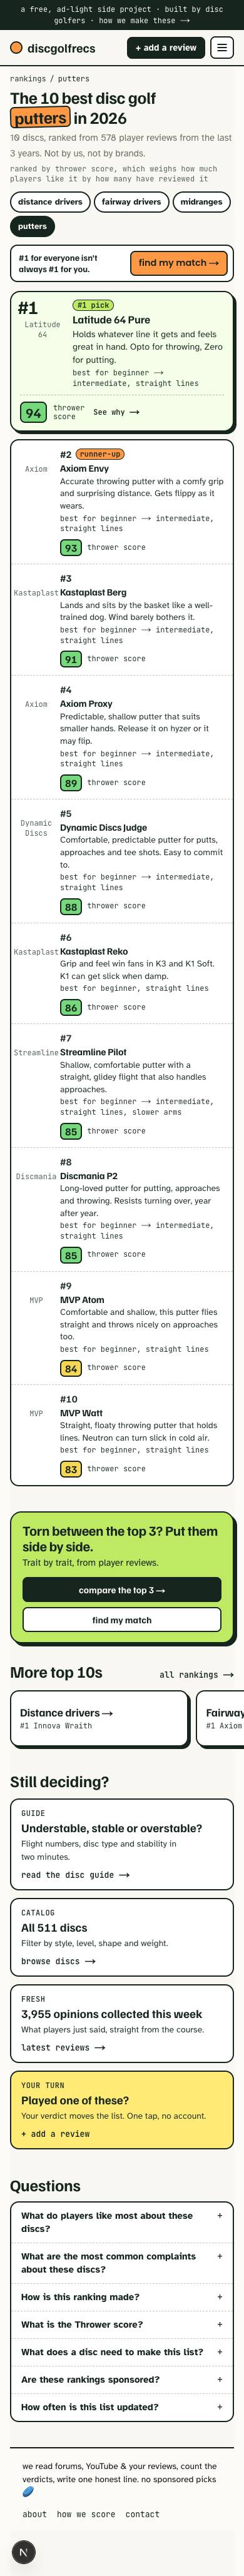 a free, ad-light side project · built by disc
golfers · how we make these →
discgolfrecs
+ add a review
rankings / putters
The 10 best disc golf
putters in 2026
10 discs, ranked from 578 player reviews from the last
3 years. Not by us, not by brands.
ranked by thrower score, which weighs how much
players like it by how many have reviewed it
distance drivers
fairway drivers
midranges
putters
#1 for everyone isn't
always #1 for you.
find my match →
#1
Latitude
64
#1 pick
Latitude 64 Pure
Holds whatever line it gets and feels
great in hand. Opto for throwing, Zero
for putting.
best for beginner →
intermediate, straight lines
94
thrower
score
See why →
#2 runner-up
Axiom
Axiom Envy
Accurate throwing putter with a comfy grip
and surprising distance. Gets flippy as it
wears.
best for beginner → intermediate,
straight lines
93 thrower score
#3
Kastaplast
Kastaplast Berg
Lands and sits by the basket like a well-
trained dog. Wind barely bothers it.
best for beginner → intermediate,
straight lines
91 thrower score
#4
Axiom
Axiom Proxy
Predictable, shallow putter that suits
smaller hands. Release it on hyzer or it
may flip.
best for beginner → intermediate,
straight lines
89 thrower score
#5
Dynamic
Discs
Dynamic Discs Judge
Comfortable, predictable putter for putts,
approaches and tee shots. Easy to commit
to.
best for beginner → intermediate,
straight lines
88 thrower score
#6
Kastaplast
Kastaplast Reko
Grip and feel win fans in K3 and K1 Soft.
K1 can get slick when damp.
best for beginner, straight lines
86 thrower score
#7
Streamline
Streamline Pilot
Shallow, comfortable putter with a
straight, glidey flight that also handles
approaches.
best for beginner → intermediate,
straight lines, slower arms
85 thrower score
#8
Discmania
Discmania P2
Long-loved putter for putting, approaches
and throwing. Resists turning over, year
after year.
best for beginner → intermediate,
straight lines
85 thrower score
#9
MVP
MVP Atom
Comfortable and shallow, this putter flies
straight and throws nicely on approaches
too.
best for beginner, straight lines
84 thrower score
#10
MVP
MVP Watt
Straight, floaty throwing putter that holds
lines. Neutron can turn slick in cold air.
best for beginner, straight lines
83 thrower score
Torn between the top 3? Put them
side by side.
Trait by trait, from player reviews.
compare the top 3 →
find my match
More top 10s
all rankings →
Distance drivers →
#1 Innova Wraith
Fairway
#1 Axiom
Still deciding?
GUIDE
Understable, stable or overstable?
Flight numbers, disc type and stability in
two minutes.
read the disc guide →
CATALOG
All 511 discs
Filter by style, level, shape and weight.
browse discs →
FRESH
3,955 opinions collected this week
What players just said, straight from the course.
latest reviews →
YOUR TURN
Played one of these?
Your verdict moves the list. One tap, no account.
+ add a review
Questions
What do players like most about these
discs?
+
What are the most common complaints
about these discs?
+
How is this ranking made? +
What is the Thrower score? +
What does a disc need to make this list? +
Are these rankings sponsored? +
How often is this list updated? +
we read forums, YouTube & your reviews, count the
verdicts, write one honest line. no sponsored picks
about how we score contact
N